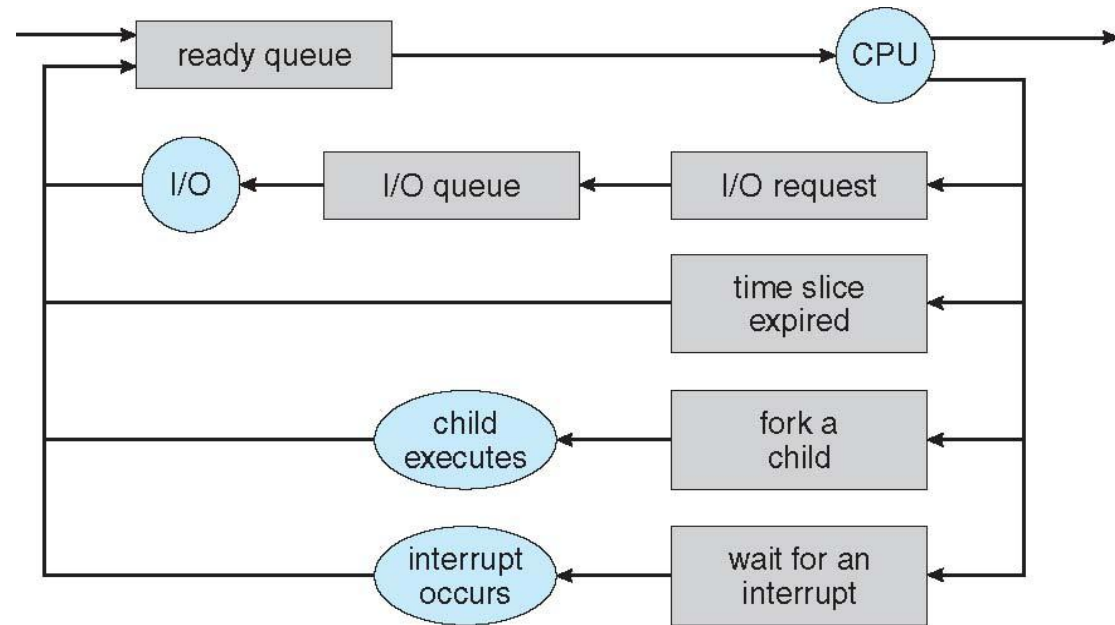 ready queue
CPU
I/O
I/O queue
I/O request
time slice
expired
child
executes
fork a
child
interrupt
occurs
wait for an
interrupt